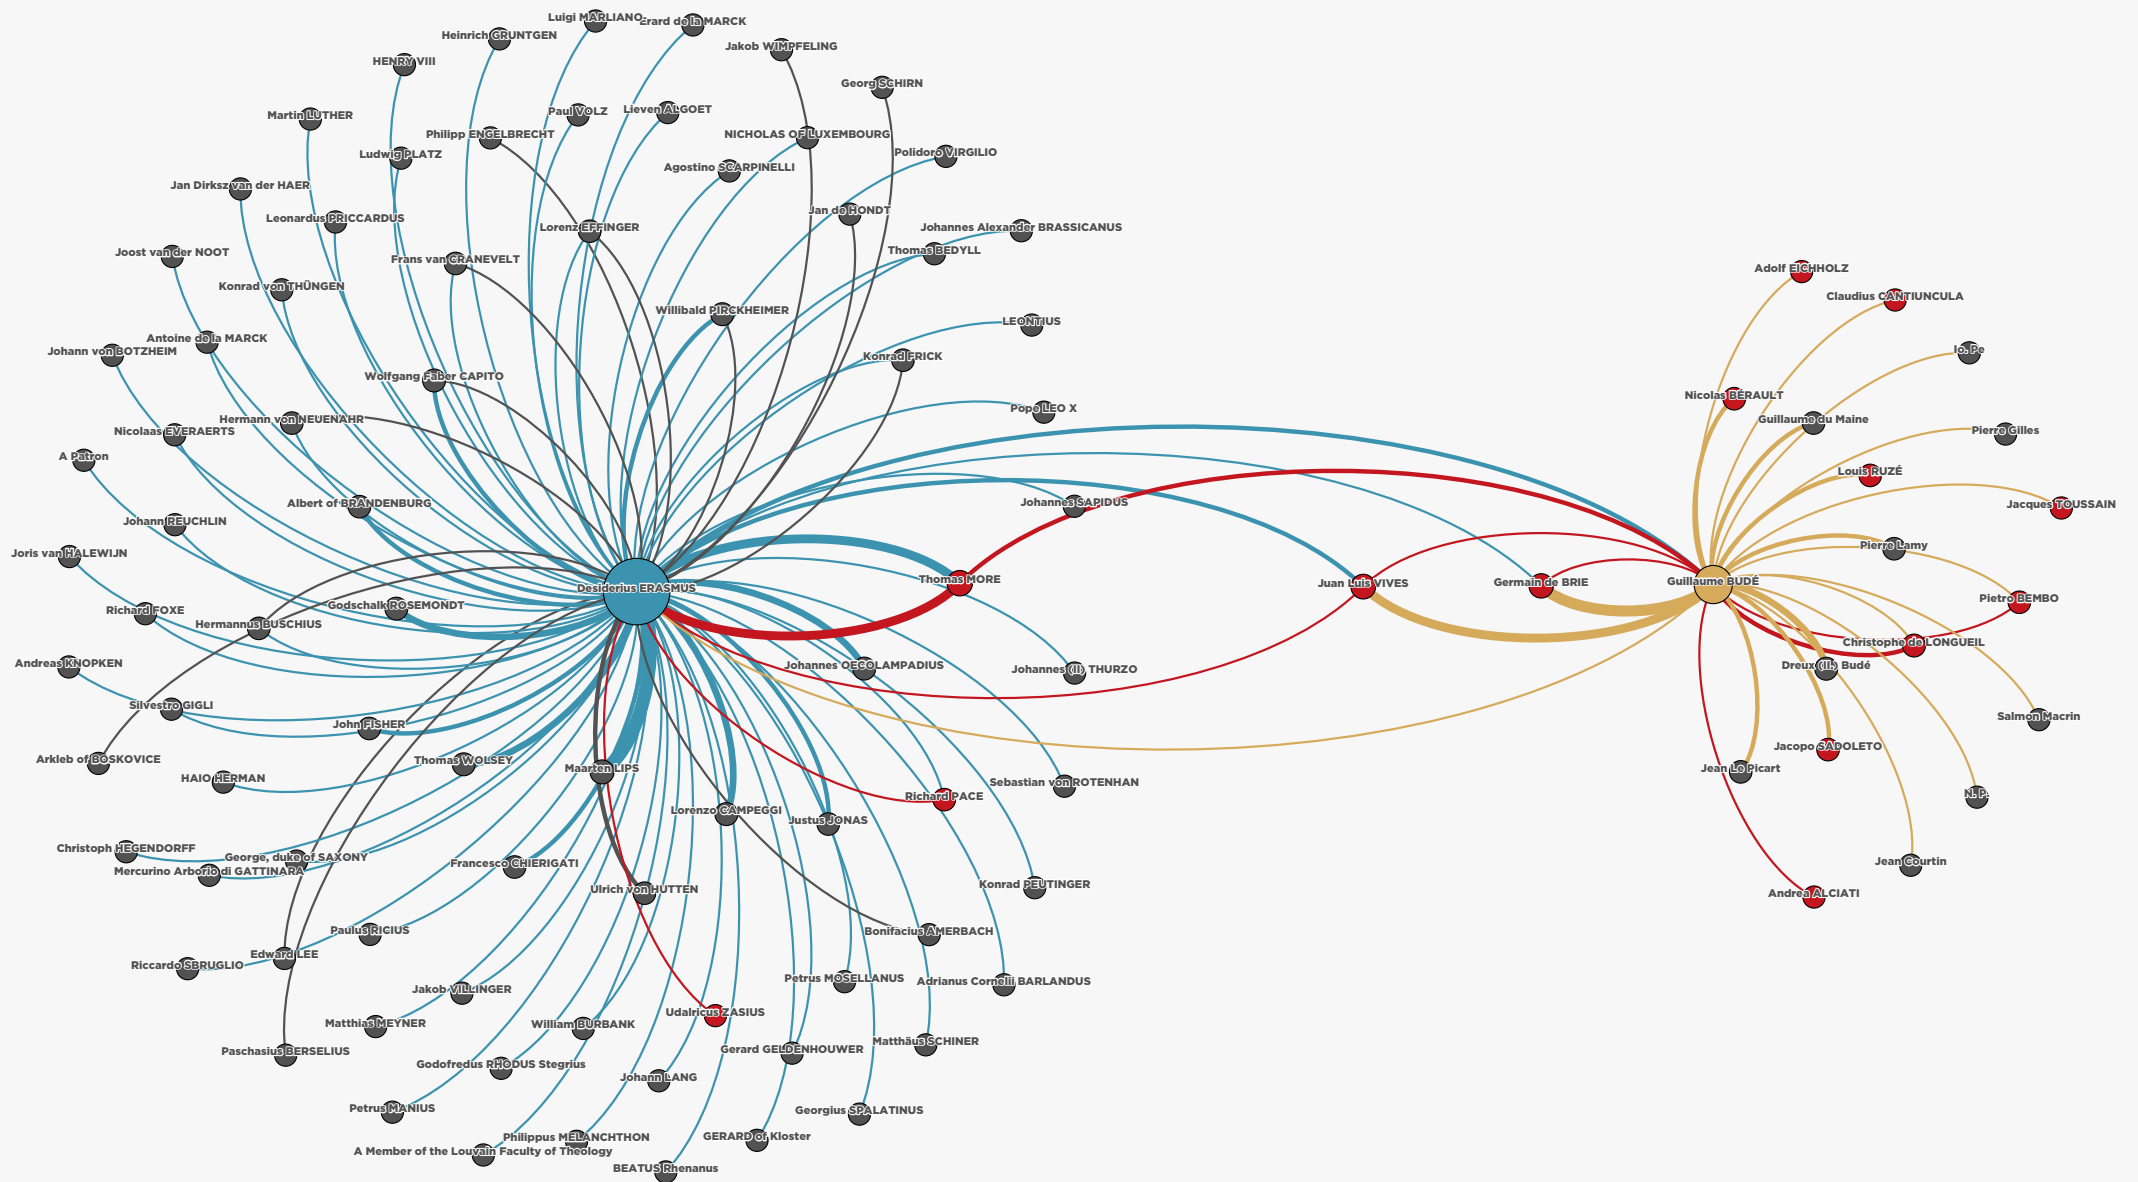 Luigi MARLIANO
Erard de la MARCK
Heinrich GRUNTGEN
Jakob WIMPFELING
HENRY VIII
Georg SCHIRN
Martin LUTHER
Paul VOLZ
Lieven ALGOET
Philipp ENGELBRECHT
NICHOLAS OF LUXEMBOURG
Ludwig PLATZ
Polidoro VIRGILIO
Agostino SCARPINELLI
Jan Dirksz van der HAER
Leonardus PRICCARDUS
Jan de HONDT
Lorenz EFFINGER
Johannes Alexander BRASSICANUS
Joost van der NOOT
Thomas BEDYLL
Frans van CRANEVELT
Adolf EICHHOLZ
Konrad von THÜNGEN
Claudius CANTIUNCULA
Willibald PIRCKHEIMER
LEONTIUS
Antoine de la MARCK
Johann von BOTZHEIM
Io. Pe
Konrad FRICK
Wolfgang Faber CAPITO
Nicolas BÉRAULT
Pope LEO X
Hermann von NEUENAHR
Guillaume du Maine
Nicolaas EVERAERTS
Pierre Gilles
A Patron
Louis RUZÉ
Albert of BRANDENBURG
Johannes SAPIDUS
Jacques TOUSSAIN
Johann REUCHLIN
Pierre Lamy
Joris van HALEWIJN
Thomas MORE
Juan Luis VIVES
Germain de BRIE
Guillaume BUDÉ
Desiderius ERASMUS
Pietro BEMBO
Godschalk ROSEMONDT
Richard FOXE
Hermannus BUSCHIUS
Christophe de LONGUEIL
Andreas KNOPKEN
Johannes OECOLAMPADIUS
Dreux (II.) Budé
Johannes (II) THURZO
Silvestro GIGLI
Salmon Macrin
John FISHER
Jacopo SADOLETO
Arkleb of BOSKOVICE
Thomas WOLSEY
Maarten LIPS
Jean Le Picart
HAIO HERMAN
Sebastian von ROTENHAN
N. P.
Richard PACE
Lorenzo CAMPEGGI
Justus JONAS
Christoph HEGENDORFF
George, duke of SAXONY
Francesco CHIERIGATI
Jean Courtin
Mercurino Arborio di GATTINARA
Konrad PEUTINGER
Ulrich von HUTTEN
Andrea ALCIATI
Paulus RICIUS
Bonifacius AMERBACH
Edward LEE
Riccardo SBRUGLIO
Petrus MOSELLANUS
Adrianus Cornelii BARLANDUS
Jakob VILLINGER
Udalricus ZASIUS
Matthias MEYNER
William BURBANK
Matthäus SCHINER
Paschasius BERSELIUS
Gerard GELDENHOUWER
Godofredus RHODUS Stegrius
Johann LANG
Petrus MANIUS
Georgius SPALATINUS
Philippus MELANCHTHON
GERARD of Kloster
A Member of the Louvain Faculty of Theology
BEATUS Rhenanus